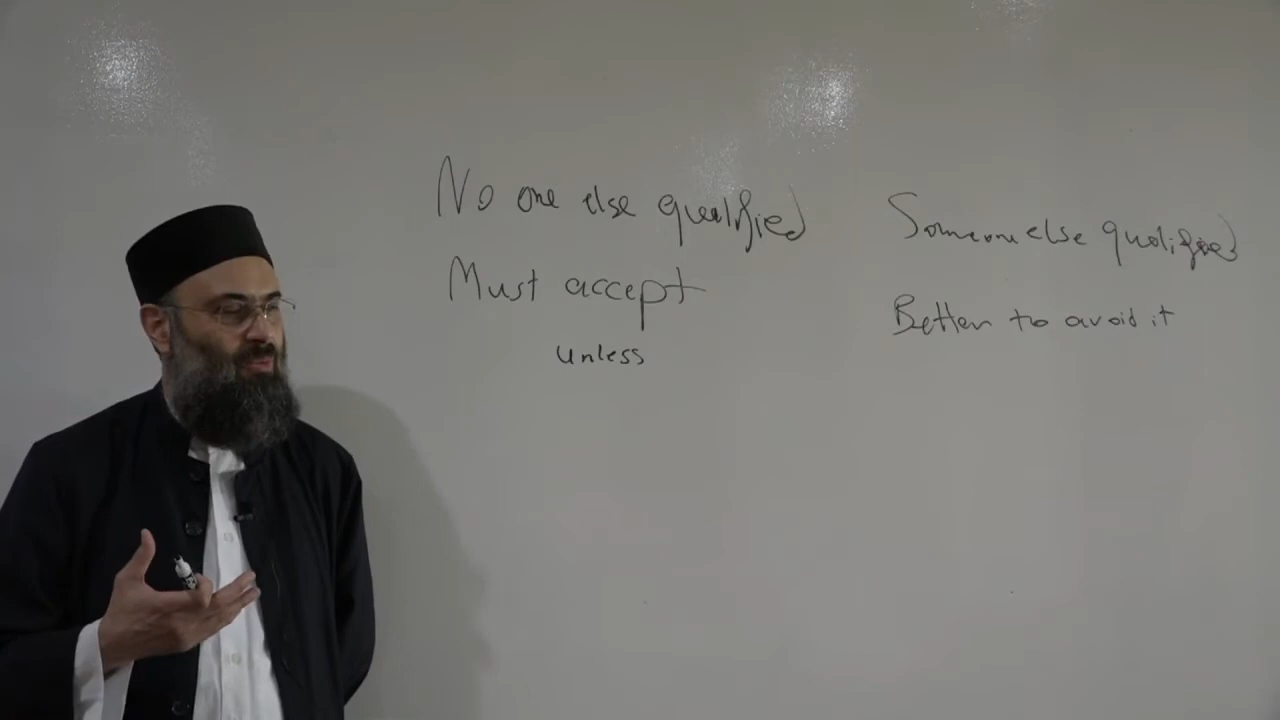 No one else qualified
Must accept
unless
Someone else qualified
Better to avoid it